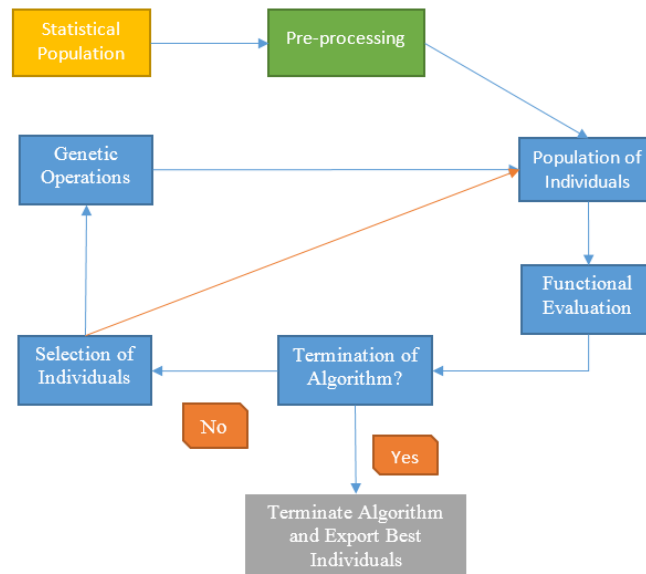 Statistical
Population
Pre-processing
Genetic
Operations
Population of
Individuals
Functional
Evaluation
Selection of
Individuals
Termination of
Algorithm?
No
Yes
Terminate Algorithm
and Export Best
Individuals